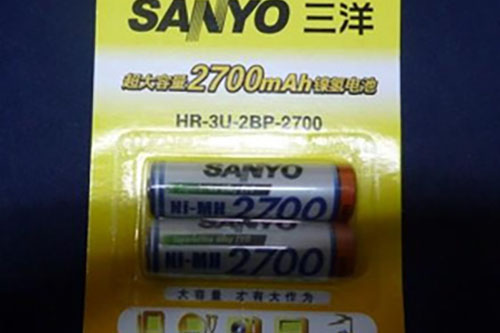 SANYO 三洋
超大容量2700mAh镍氢电池
HR-3U-2BP-2700
SANYO
Ni-MH 2700
Ni-MH 2700
大容量 才有大作为